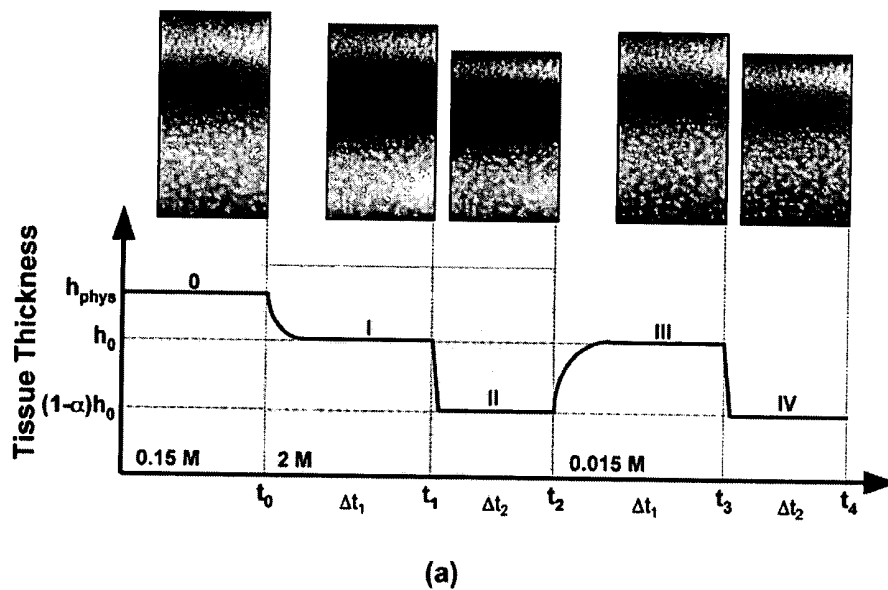 Tissue Thickness
h_phys
h_0
(1-α)h_0
0
I
II
III
IV
0.15 M
2 M
0.015 M
t_0
Δt_1
t_1
Δt_2
t_2
Δt_1
t_3
Δt_2
t_4
(a)